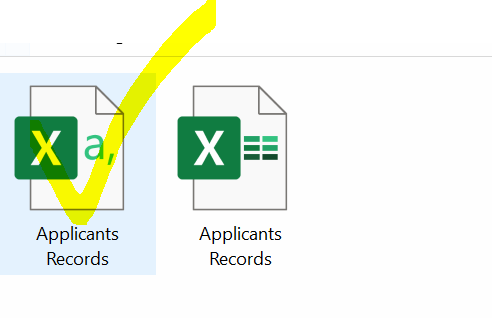 X a,
X
Applicants Applicants
Records Records